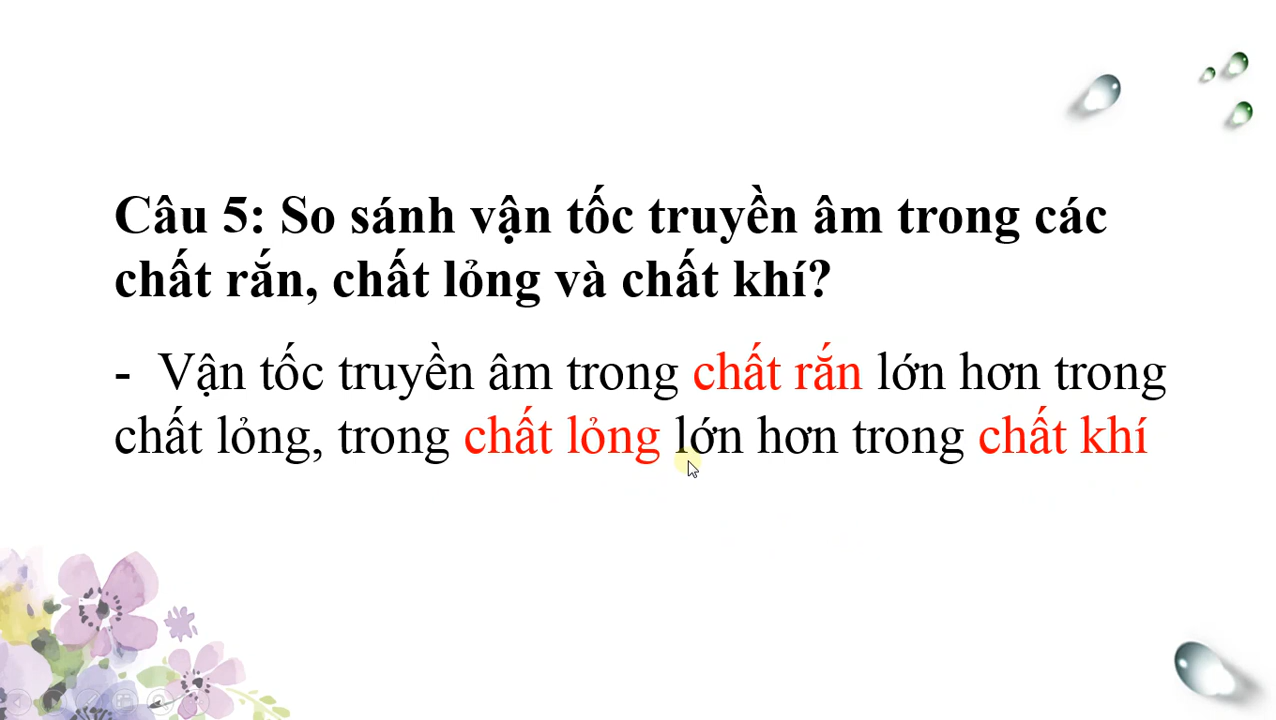 Câu 5: So sánh vận tốc truyền âm trong các
chất rắn, chất lỏng và chất khí?
- Vận tốc truyền âm trong chất rắn lớn hơn trong
chất lỏng, trong chất lỏng lớn hơn trong chất khí